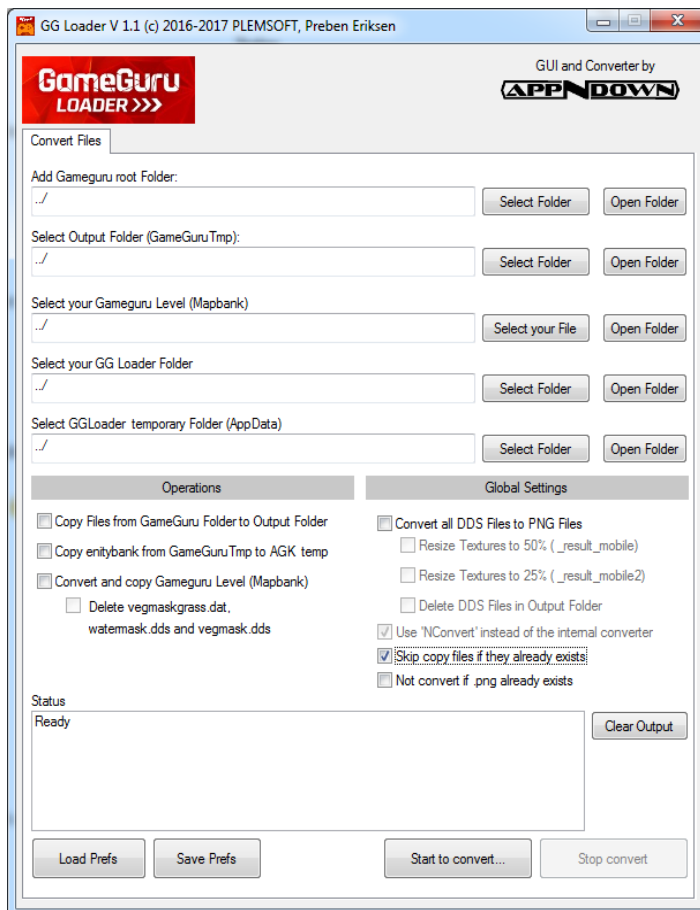 GG Loader V 1.1 (c) 2016-2017 PLEMSOFT, Preben Eriksen
GameGuru
LOADER >>>
GUI and Converter by
APPNDOWN
Convert Files
Add Gameguru root Folder:
../
Select Folder
Open Folder
Select Output Folder (GameGuruTmp):
../
Select Folder
Open Folder
Select your Gameguru Level (Mapbank)
../
Select your File
Open Folder
Select your GG Loader Folder
../
Select Folder
Open Folder
Select GGLoader temporary Folder (AppData)
../
Select Folder
Open Folder
Operations
Copy Files from GameGuru Folder to Output Folder
Copy enitybank from GameGuruTmp to AGK temp
Convert and copy Gameguru Level (Mapbank)
Delete vegmaskgrass.dat,
watermask.dds and vegmask.dds
Global Settings
Convert all DDS Files to PNG Files
Resize Textures to 50% ( _result_mobile)
Resize Textures to 25% ( _result_mobile2)
Delete DDS Files in Output Folder
Use 'NConvert' instead of the internal converter
Skip copy files if they already exists
Not convert if .png already exists
Status
Ready
Clear Output
Load Prefs
Save Prefs
Start to convert...
Stop convert